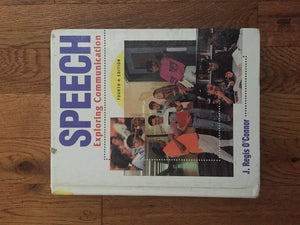 SPEECH
Exploring Communication
FOURTH EDITION
J. Regis O'Connor